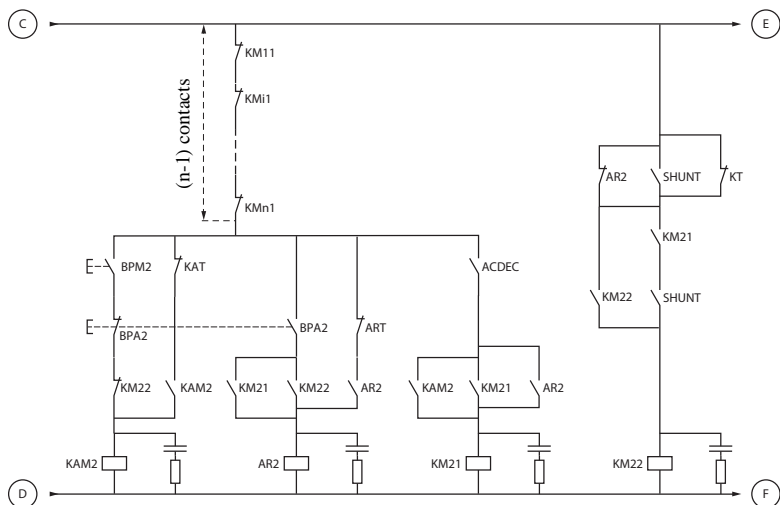 C
E
KM11
KMi1
(n-1) contacts
KMn1
AR2
SHUNT
KT
KM21
BPM2
KAT
ACDEC
KM22
SHUNT
BPA2
BPA2
ART
KM22
KAM2
KM21
KM22
AR2
KAM2
KM21
AR2
KAM2
AR2
KM21
KM22
D
F